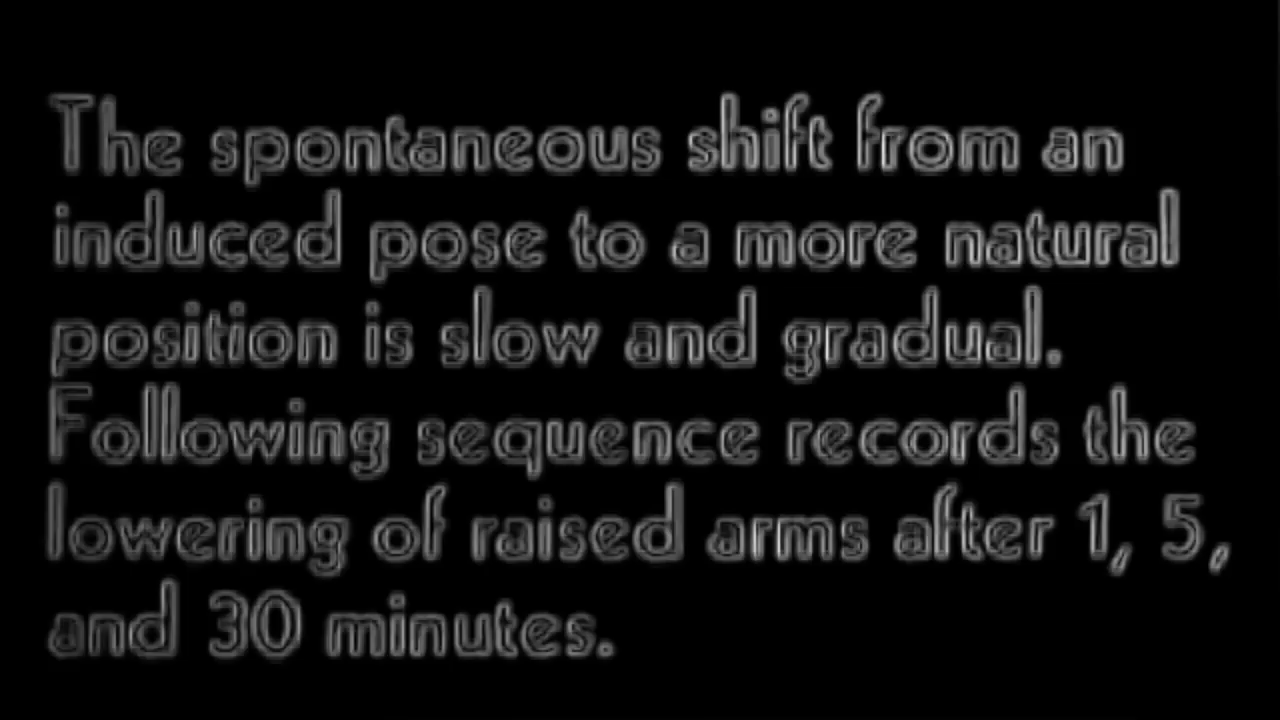 The spontaneous shift from an
induced pose to a more natural
position is slow and gradual.
Following sequence records the
lowering of raised arms after 1, 5,
and 30 minutes.